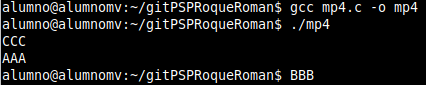 alumno@alumnomv:~/gitPSPRoqueRoman$ gcc mp4.c -o mp4
alumno@alumnomv:~/gitPSPRoqueRoman$ ./mp4
CCC
AAA
alumno@alumnomv:~/gitPSPRoqueRoman$ BBB